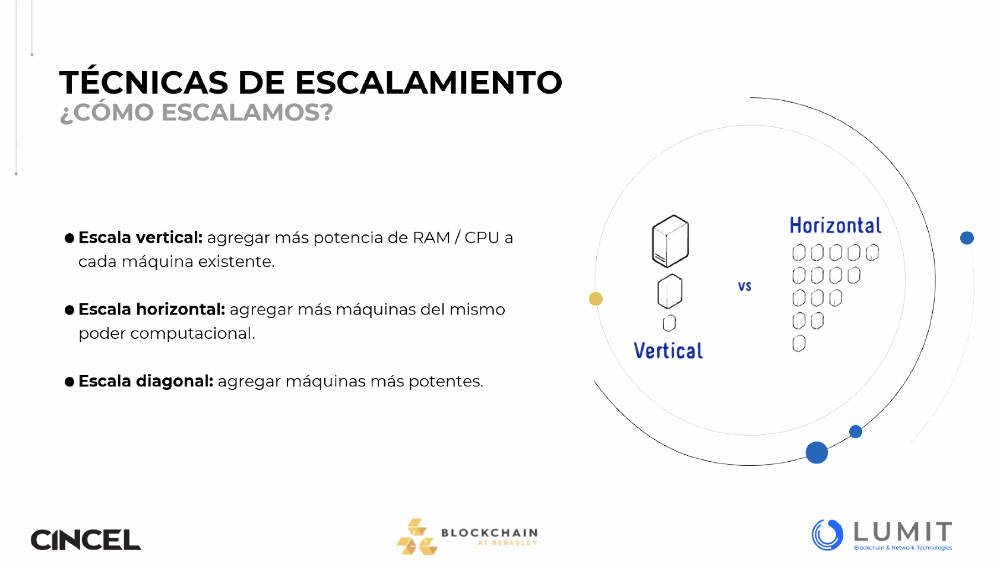 TÉCNICAS DE ESCALAMIENTO
¿CÓMO ESCALAMOS?
● Escala vertical: agregar más potencia de RAM / CPU a
cada máquina existente.
● Escala horizontal: agregar más máquinas del mismo
poder computacional.
● Escala diagonal: agregar máquinas más potentes.
Vertical
vs
Horizontal
CINCEL
BLOCKCHAIN
AT BERKELEY
LUMIT
Blockchain & Network Technologies